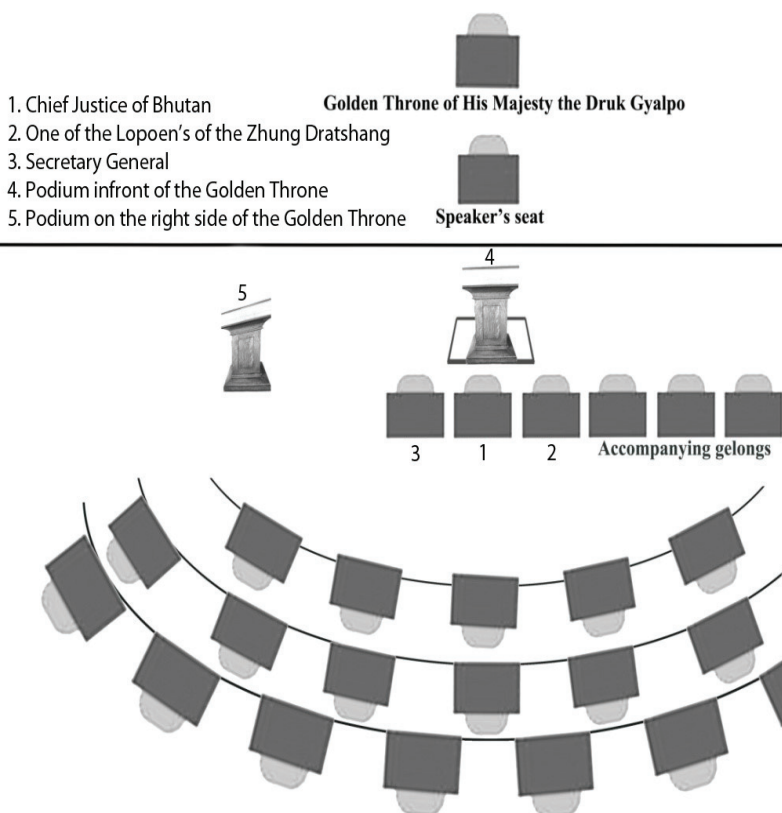 Golden Throne of His Majesty the Druk Gyalpo
1. Chief Justice of Bhutan
2. One of the Lopoen's of the Zhung Dratshang
3. Secretary General
4. Podium infront of the Golden Throne
5. Podium on the right side of the Golden Throne
Speaker's seat
4
5
3 1 2 Accompanying gelongs